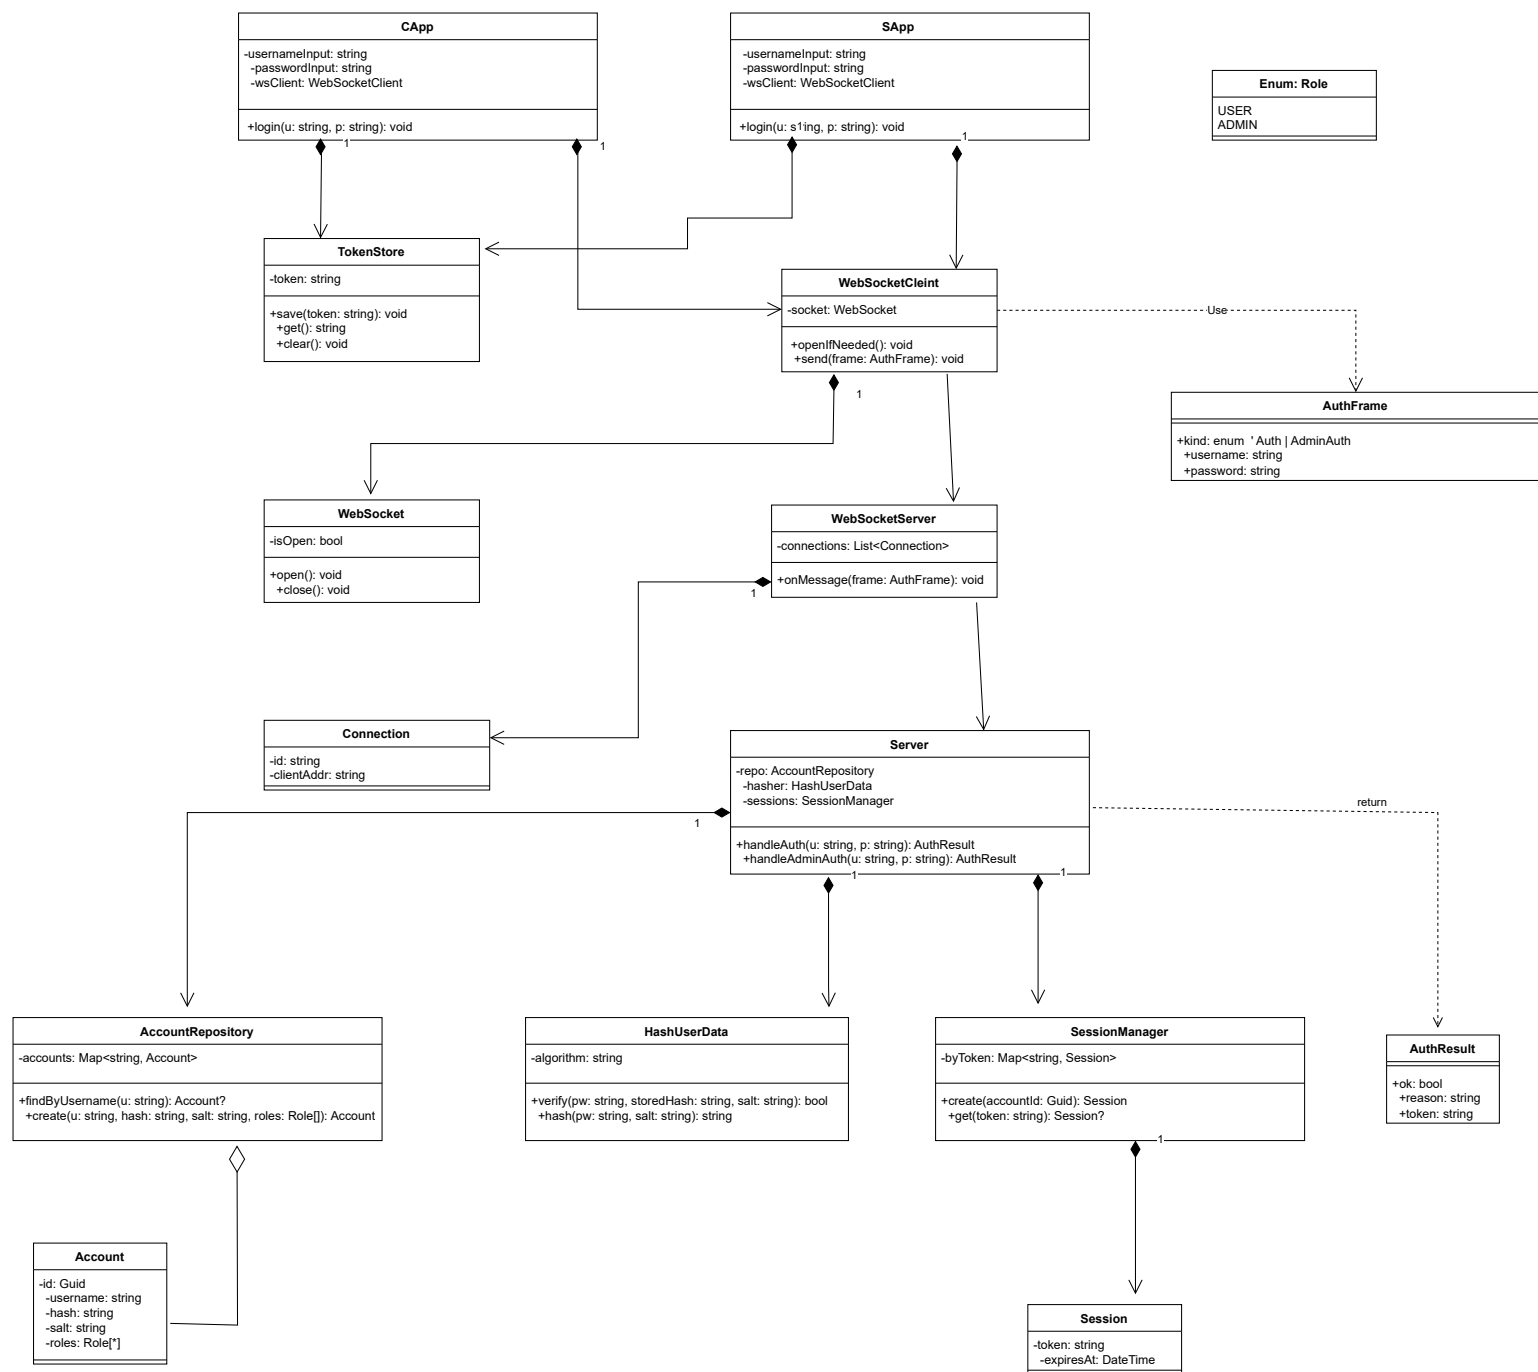 CApp
-usernameInput: string
-passwordInput: string
-wsClient: WebSocketClient
+login(u: string, p: string): void
1
1
SApp
-usernameInput: string
-passwordInput: string
-wsClient: WebSocketClient
+login(u: s1ing, p: string): void
1
Enum: Role
USER
ADMIN
TokenStore
-token: string
+save(token: string): void
+get(): string
+clear(): void
WebSocketCleint
-socket: WebSocket
+openIfNeeded(): void
+send(frame: AuthFrame): void
1
Use
AuthFrame
+kind: enum ' Auth | AdminAuth
+username: string
+password: string
WebSocket
-isOpen: bool
+open(): void
+close(): void
WebSocketServer
-connections: List<Connection>
+onMessage(frame: AuthFrame): void
1
Connection
-id: string
-clientAddr: string
Server
-repo: AccountRepository
-hasher: HashUserData
-sessions: SessionManager
+handleAuth(u: string, p: string): AuthResult
+handleAdminAuth(u: string, p: string): AuthResult
1
1
1
return
AccountRepository
-accounts: Map<string, Account>
+findByUsername(u: string): Account?
+create(u: string, hash: string, salt: string, roles: Role[]): Account
HashUserData
-algorithm: string
+verify(pw: string, storedHash: string, salt: string): bool
+hash(pw: string, salt: string): string
SessionManager
-byToken: Map<string, Session>
+create(accountId: Guid): Session
+get(token: string): Session?
1
AuthResult
+ok: bool
+reason: string
+token: string
Account
-id: Guid
-username: string
-hash: string
-salt: string
-roles: Role[*]
Session
-token: string
-expiresAt: DateTime